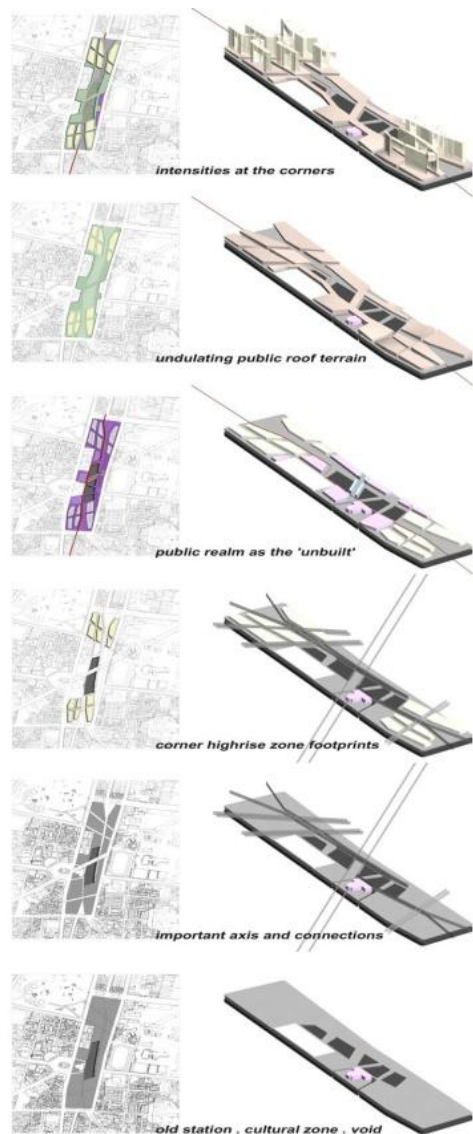 intensities at the corners
undulating public roof terrain
public realm as the 'unbuilt'
corner highrise zone footprints
important axis and connections
old station . cultural zone . void